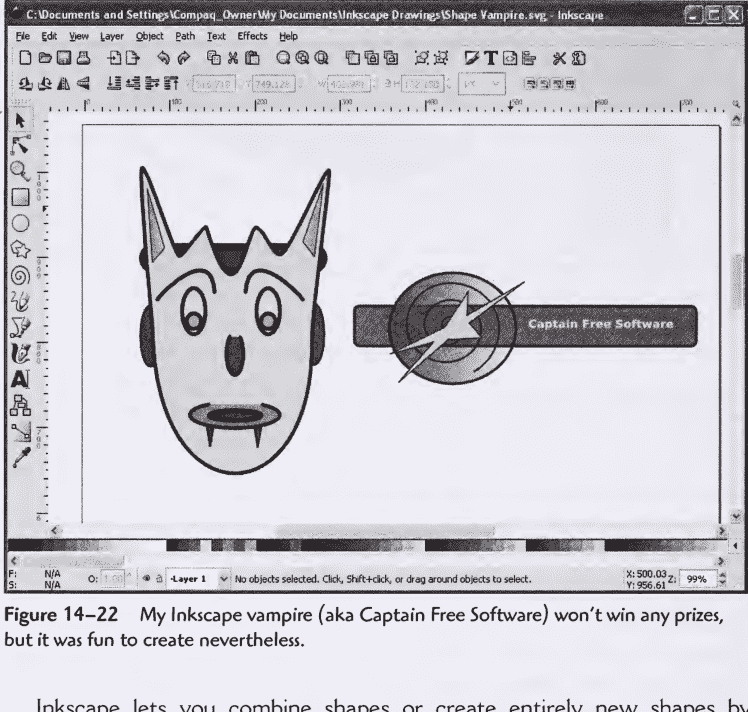 C:\Documents and Settings\Compaq_Owner\My Documents\Inkscape Drawings\Shape Vampire.svg - Inkscape
File Edit View Layer Object Path Text Effects Help
Captain Free Software
F: N/A
S: N/A
O:
-Layer 1
No objects selected. Click, Shift+click, or drag around objects to select.
X: 500.03
Y: 956.61
Z: 99%
Figure 14–22 My Inkscape vampire (aka Captain Free Software) won't win any prizes,
but it was fun to create nevertheless.
Inkscape lets you combine shapes or create entirely new shapes by